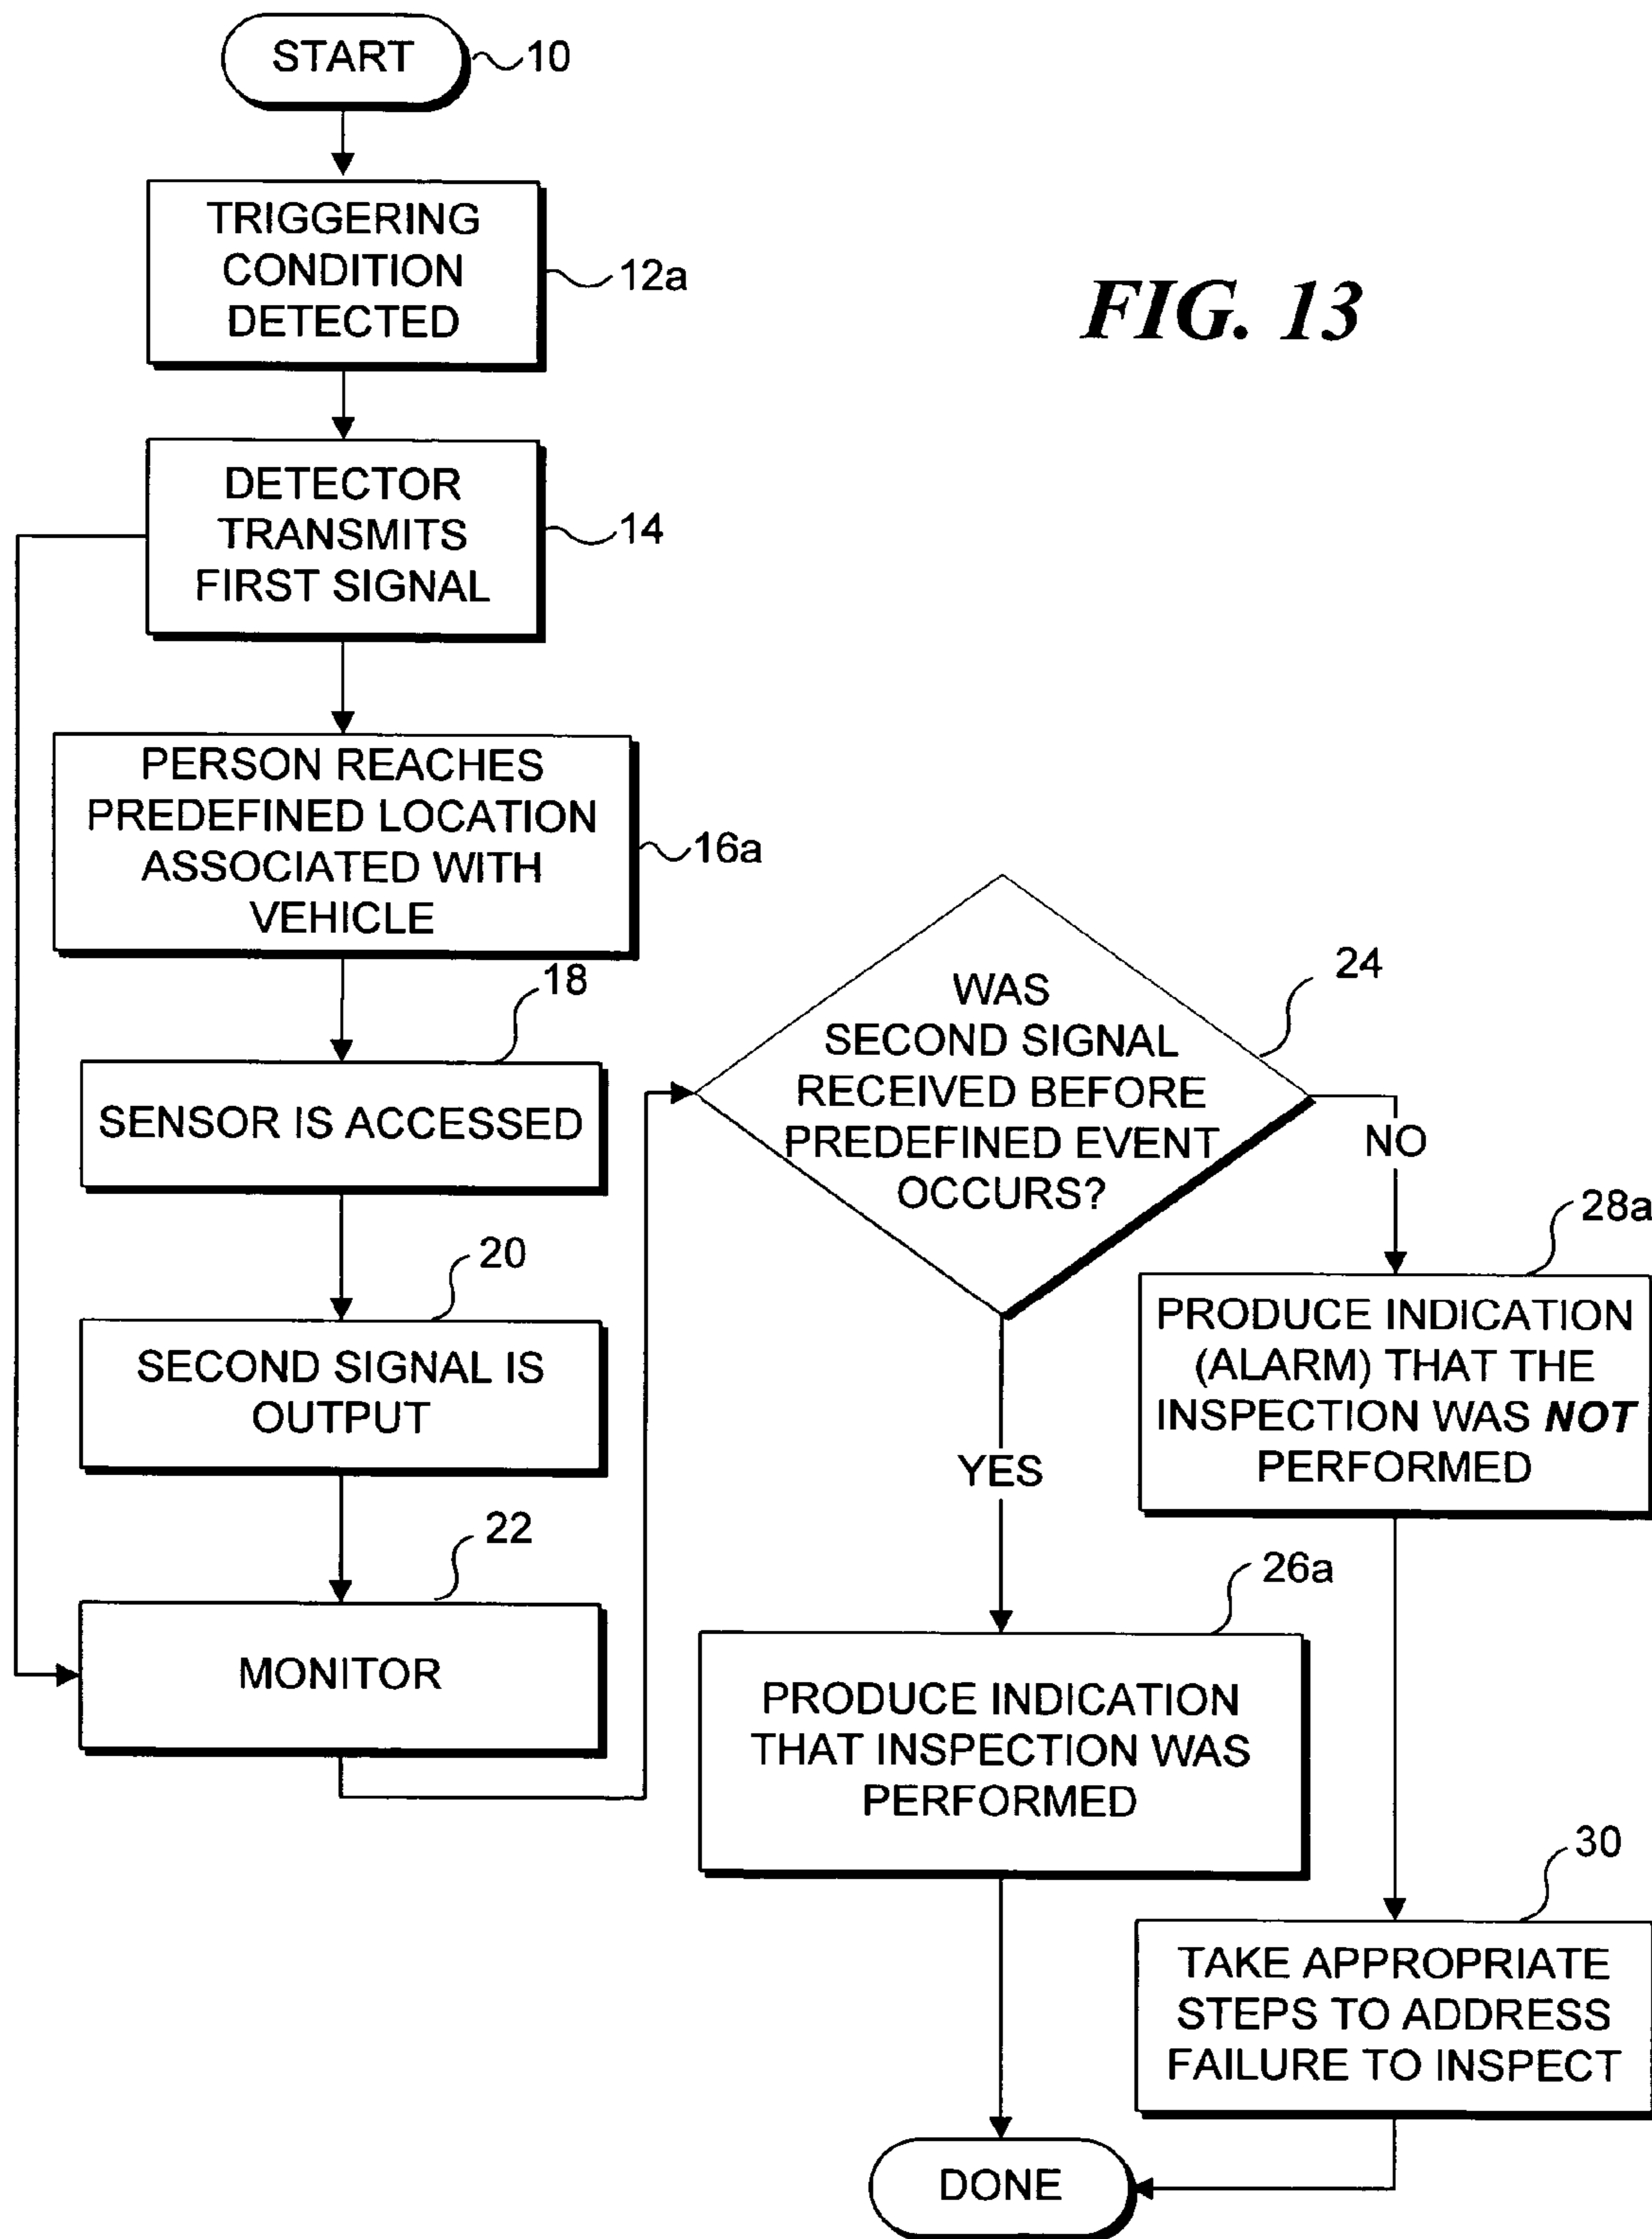 START
10
TRIGGERING
CONDITION
DETECTED
12a
FIG. 13
DETECTOR
TRANSMITS
FIRST SIGNAL
14
PERSON REACHES
PREDEFINED LOCATION
ASSOCIATED WITH
VEHICLE
16a
18
SENSOR IS ACCESSED
20
SECOND SIGNAL IS
OUTPUT
22
MONITOR
24
WAS
SECOND SIGNAL
RECEIVED BEFORE
PREDEFINED EVENT
OCCURS?
NO
28a
PRODUCE INDICATION
(ALARM) THAT THE
INSPECTION WAS NOT
PERFORMED
YES
26a
PRODUCE INDICATION
THAT INSPECTION WAS
PERFORMED
30
TAKE APPROPRIATE
STEPS TO ADDRESS
FAILURE TO INSPECT
DONE